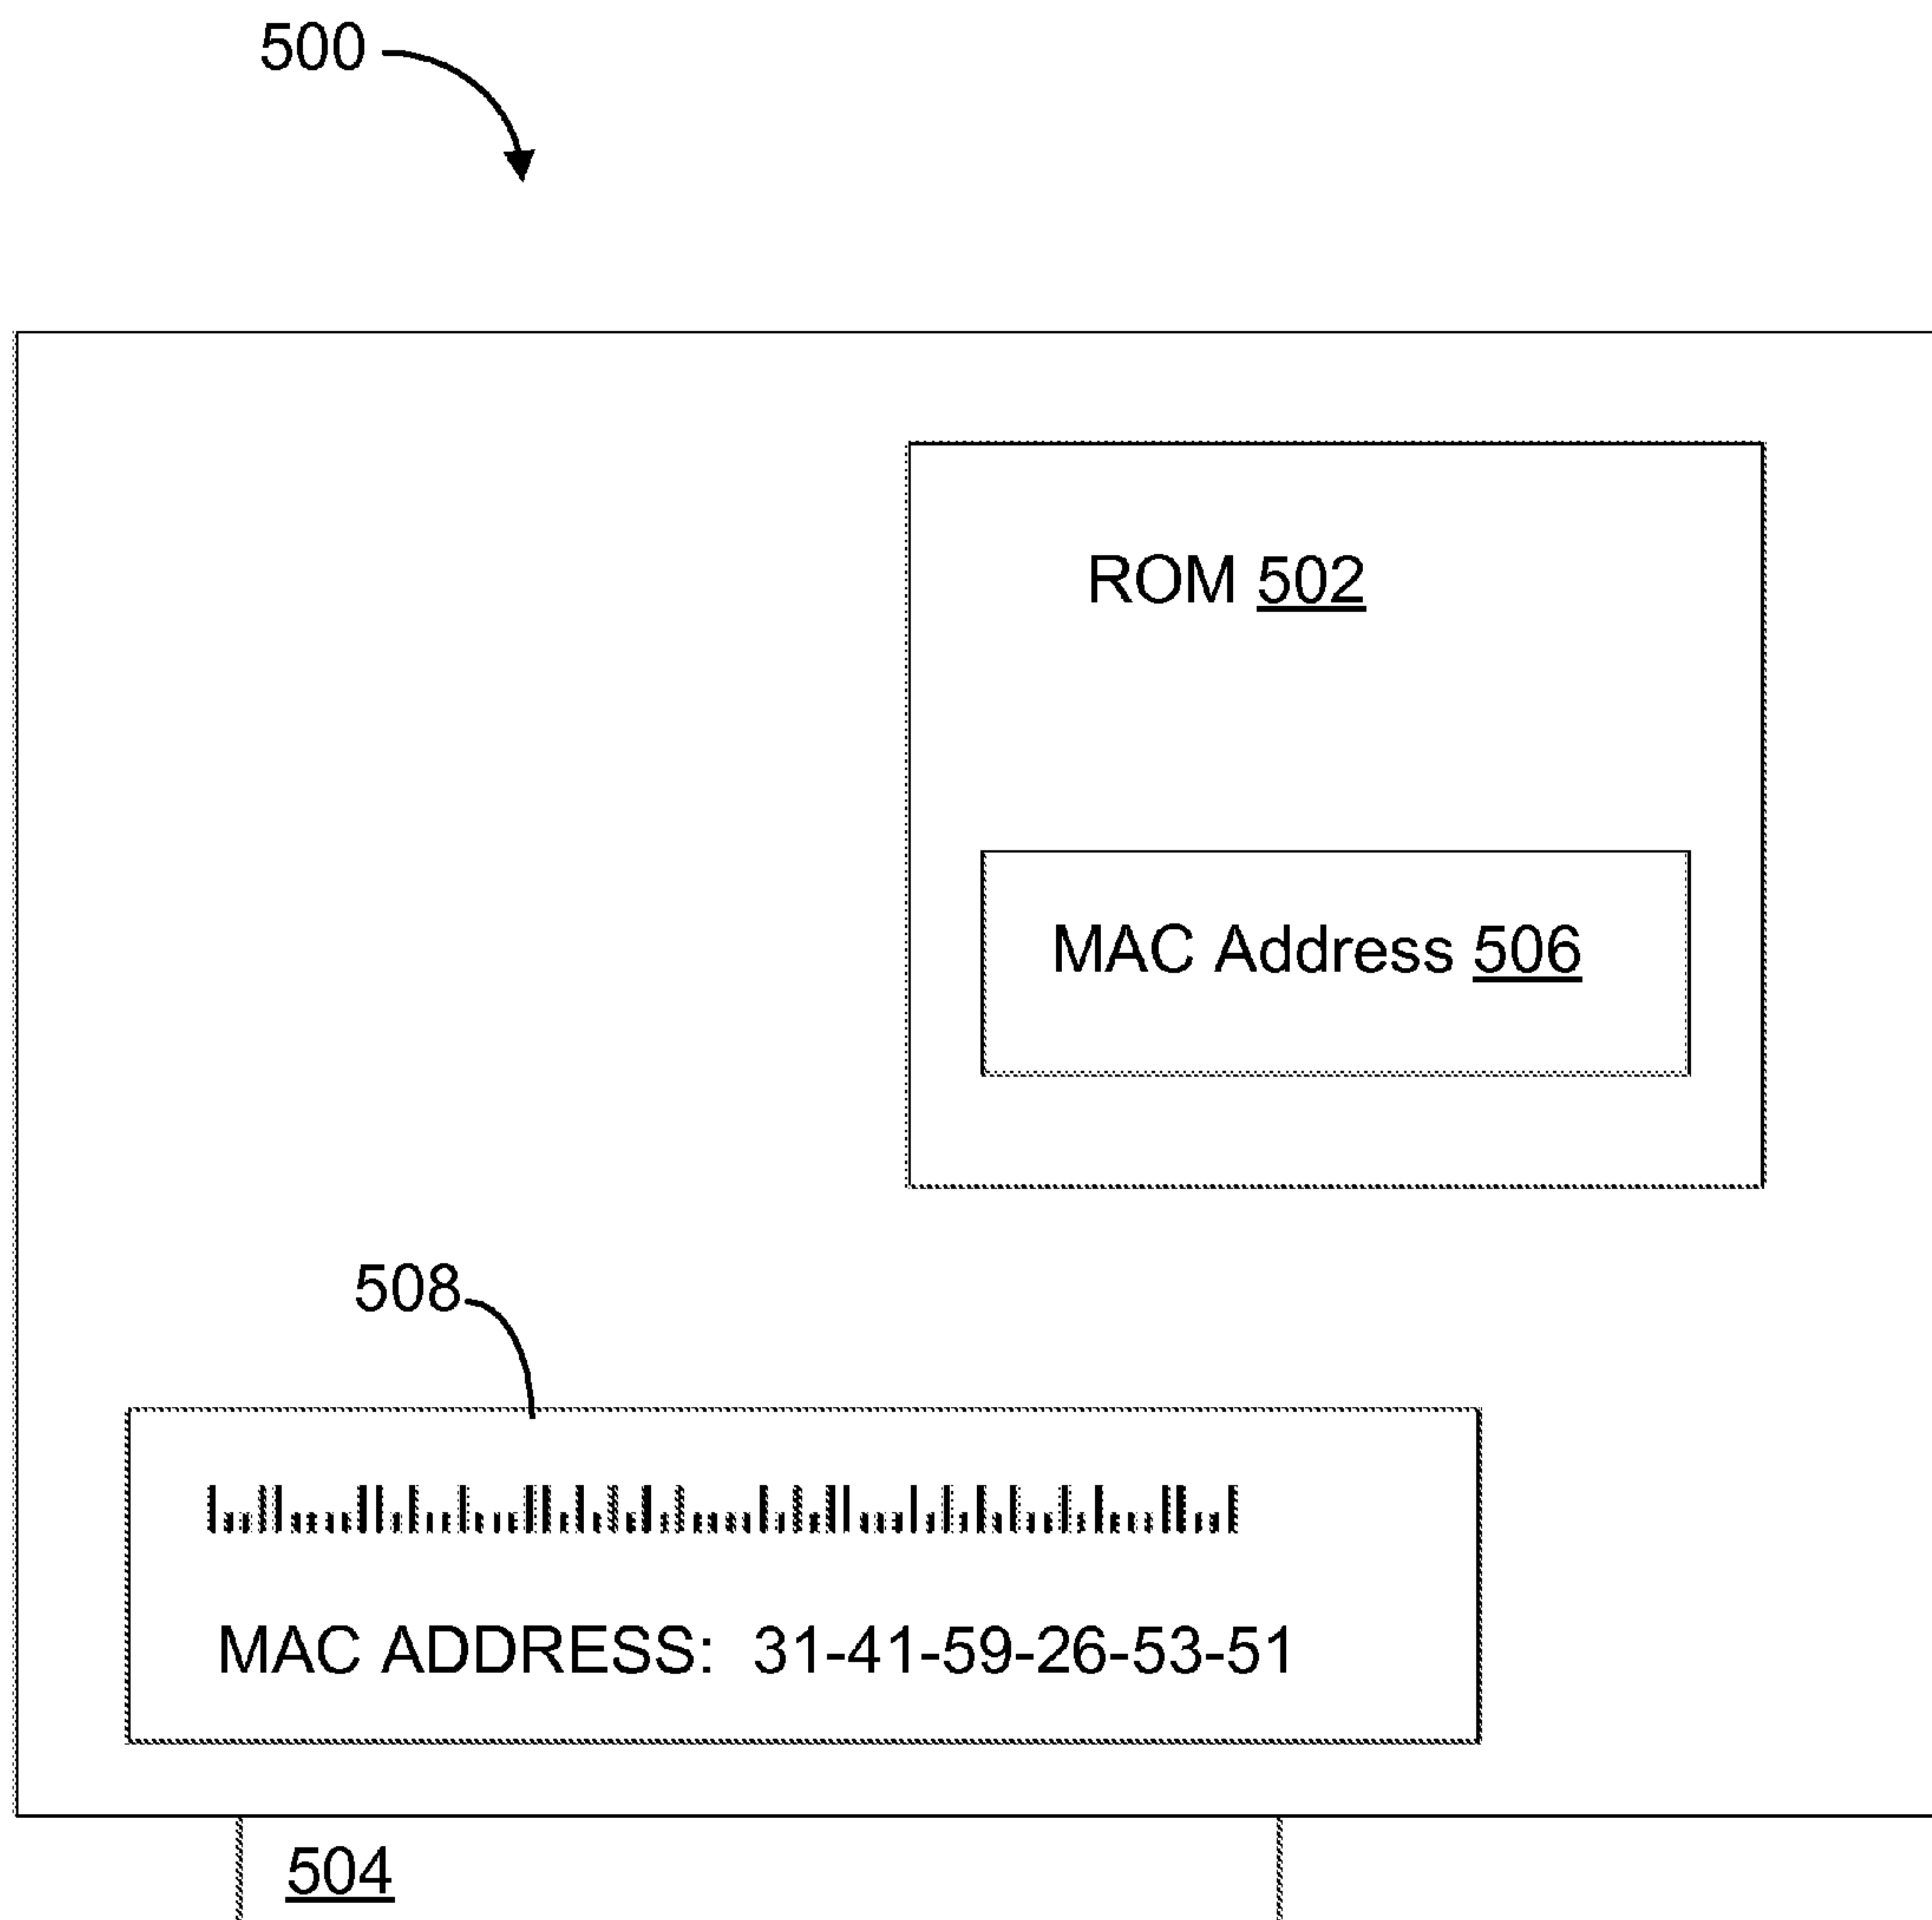 500
ROM 502
MAC Address 506
508
MAC ADDRESS: 31-41-59-26-53-51
504